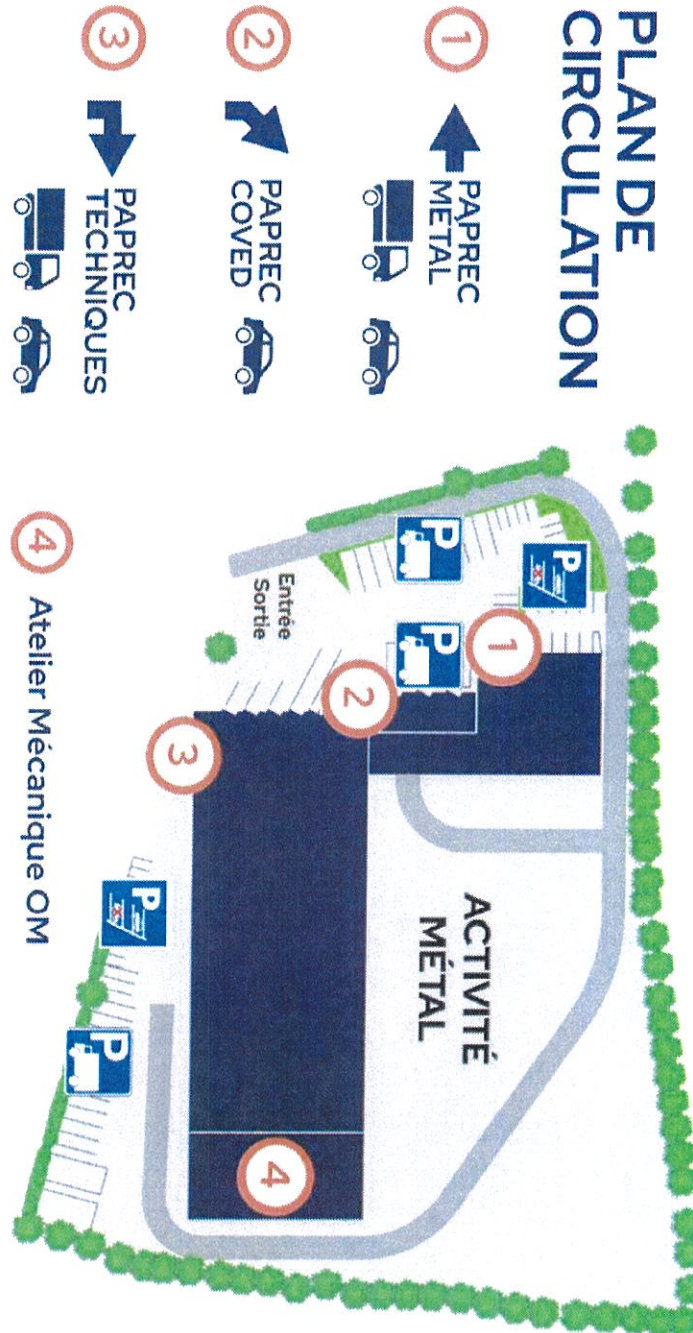 PLAN DE
CIRCULATION
1
PAPREC
MÉTAL
2
PAPREC
COVED
3
PAPREC
TECHNIQUES
4 Atelier Mécanique OM
Entrée
Sortie
P
P
P
1
2
3
ACTIVITÉ
MÉTAL
P
P
4